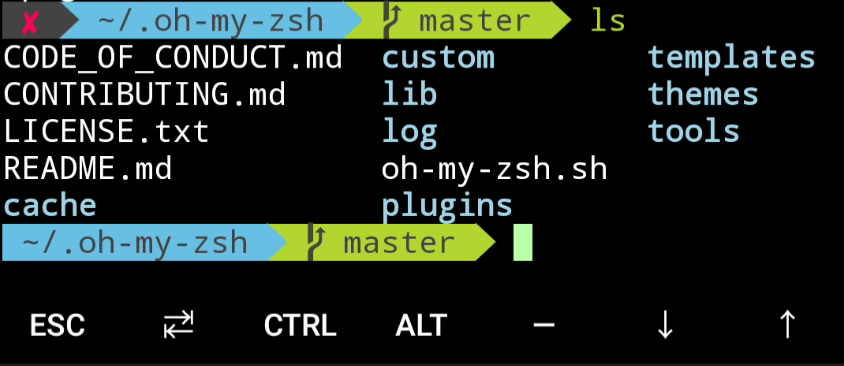 ✘ ~/.oh-my-zsh master ls
CODE_OF_CONDUCT.md custom templates
CONTRIBUTING.md lib themes
LICENSE.txt log tools
README.md oh-my-zsh.sh
cache plugins
~/.oh-my-zsh master
ESC ⇄ CTRL ALT — ↓ ↑